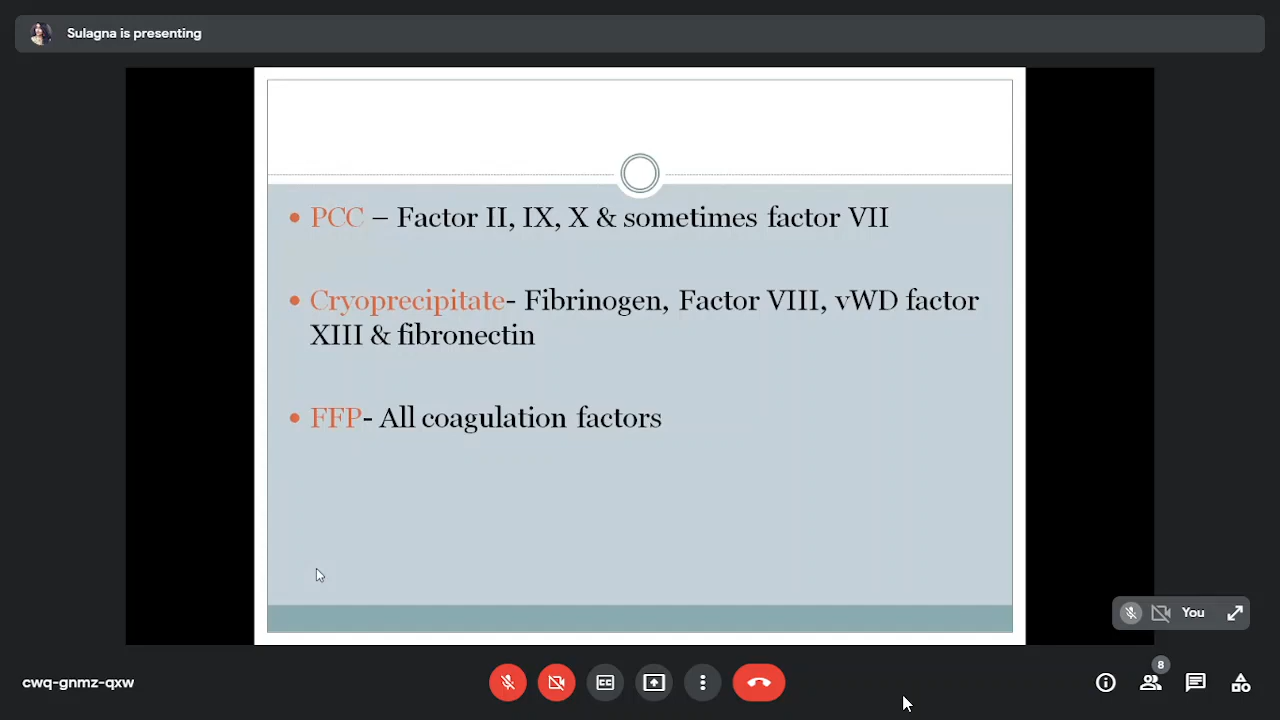 Sulagna is presenting
• PCC – Factor II, IX, X & sometimes factor VII
• Cryoprecipitate- Fibrinogen, Factor VIII, vWD factor
XIII & fibronectin
• FFP- All coagulation factors
You
cwq-gnmz-qxw
CC
8